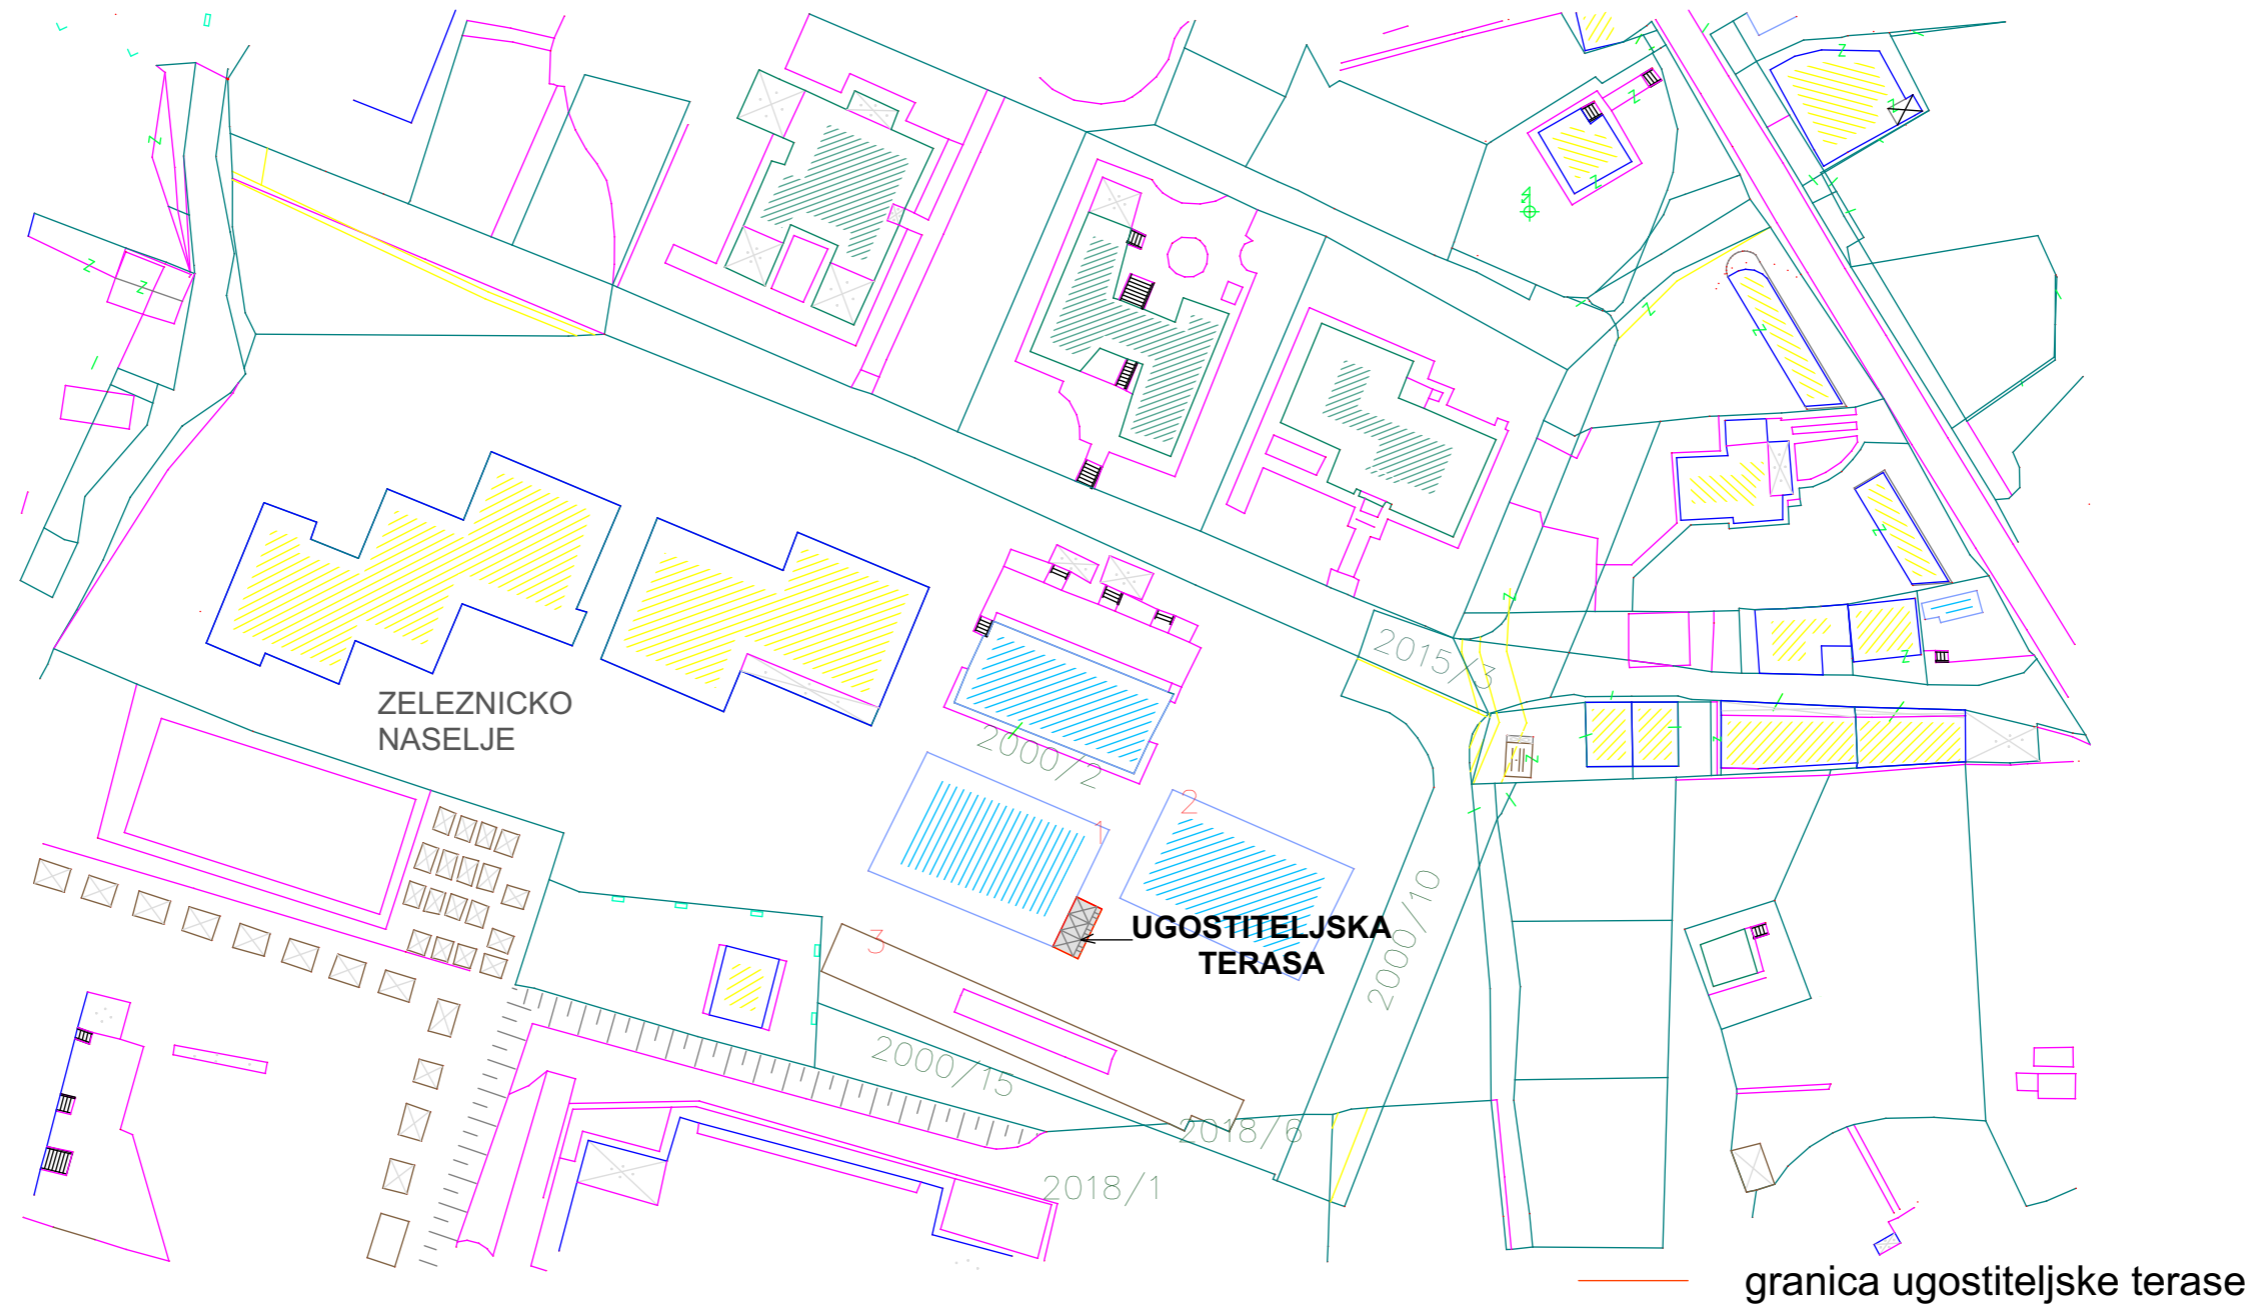 2015/3
ZELEZNICKO
NASELJE
2000/2
1
2
2000/10
UGOSTITELJSKA
TERASA
3
2000/15
2018/6
2018/1
granica ugostiteljske terase